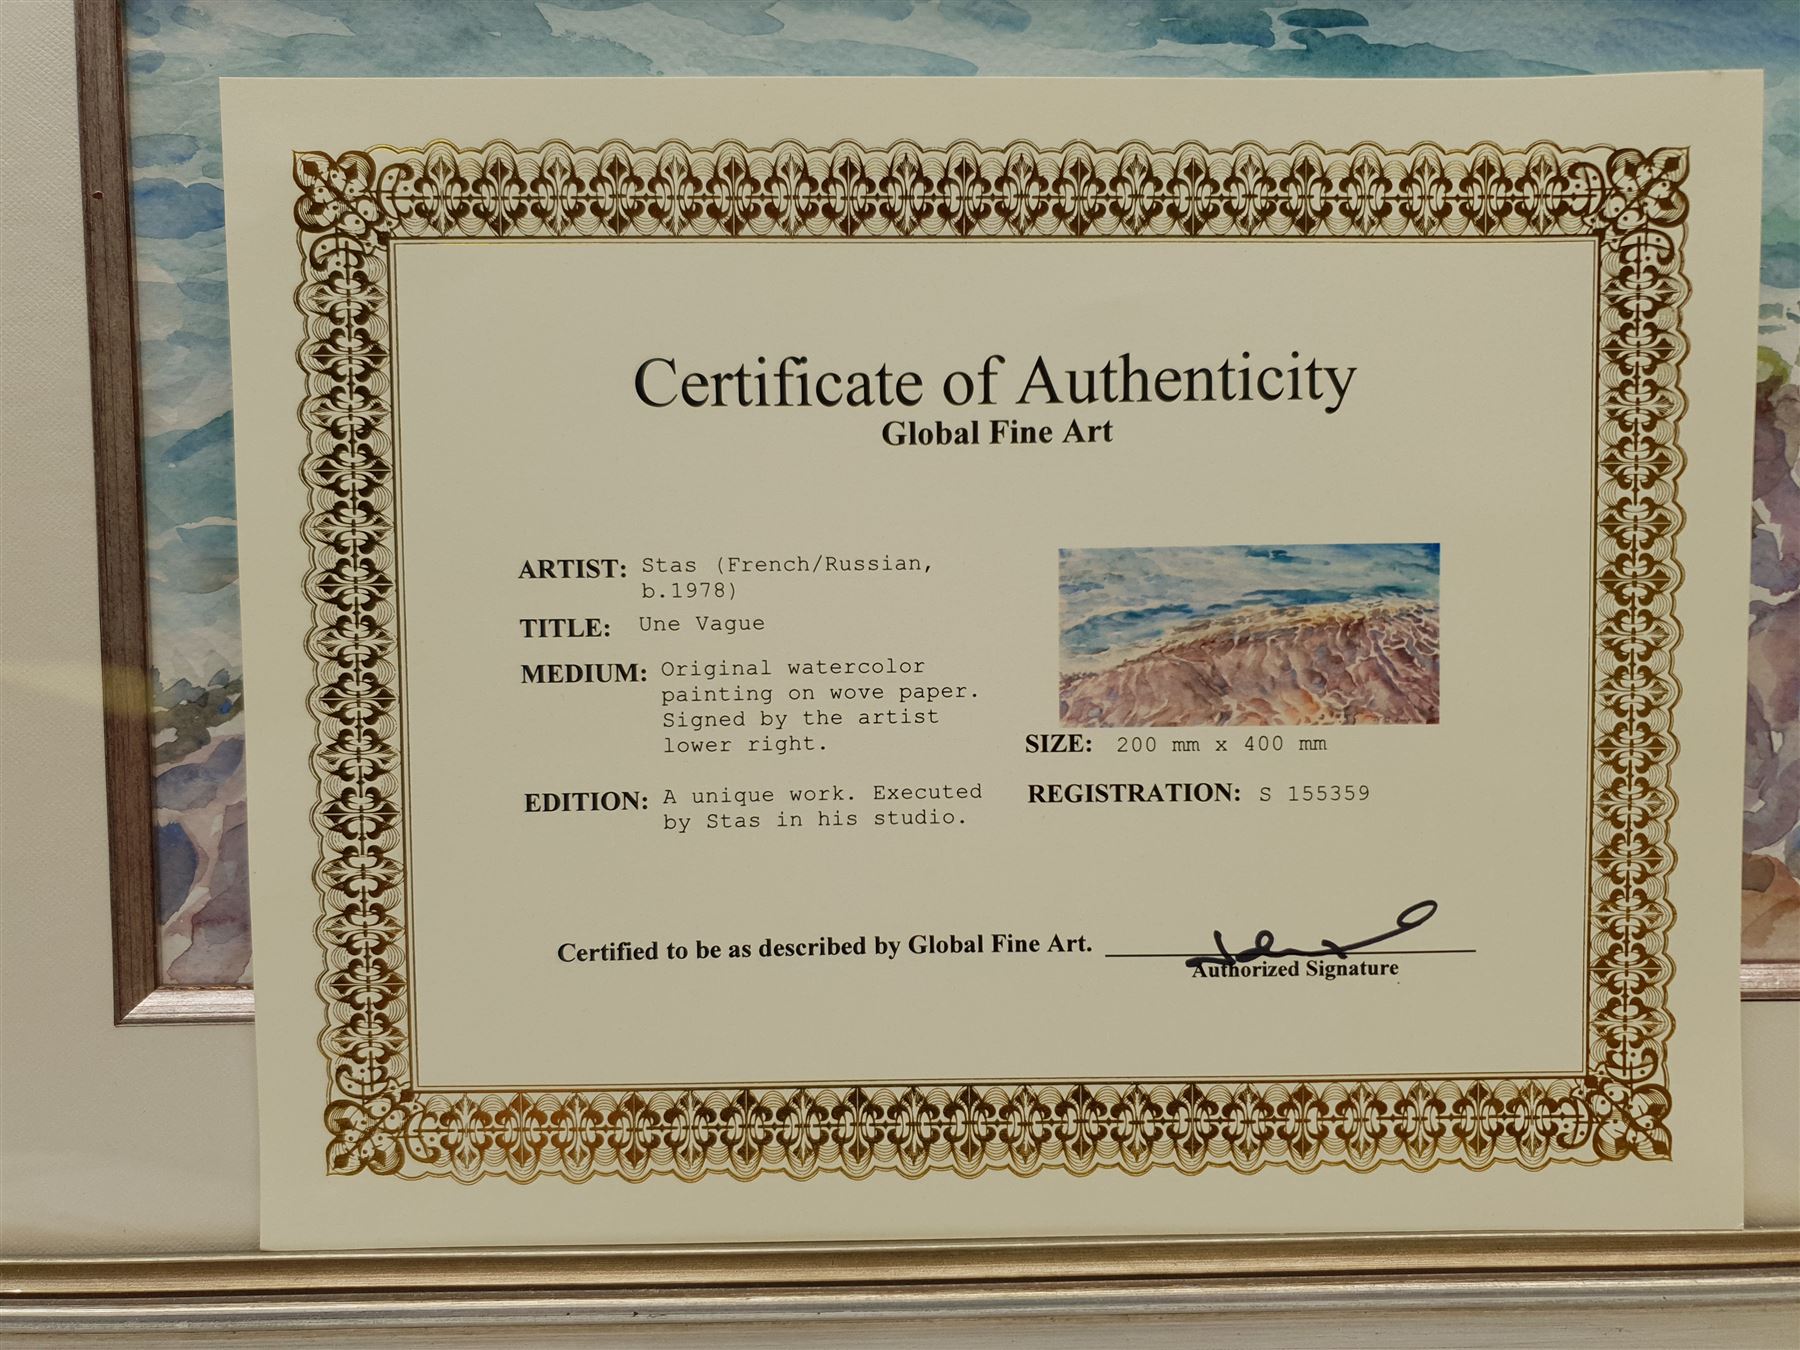 Certificate of Authenticity
Global Fine Art
ARTIST: Stas (French/Russian,
b.1978)
TITLE: Une Vague
MEDIUM: Original watercolor
painting on wove paper.
Signed by the artist
lower right.
EDITION: A unique work. Executed
by Stas in his studio.
SIZE: 200 mm x 400 mm
REGISTRATION: S 155359
Certified to be as described by Global Fine Art.
Authorized Signature